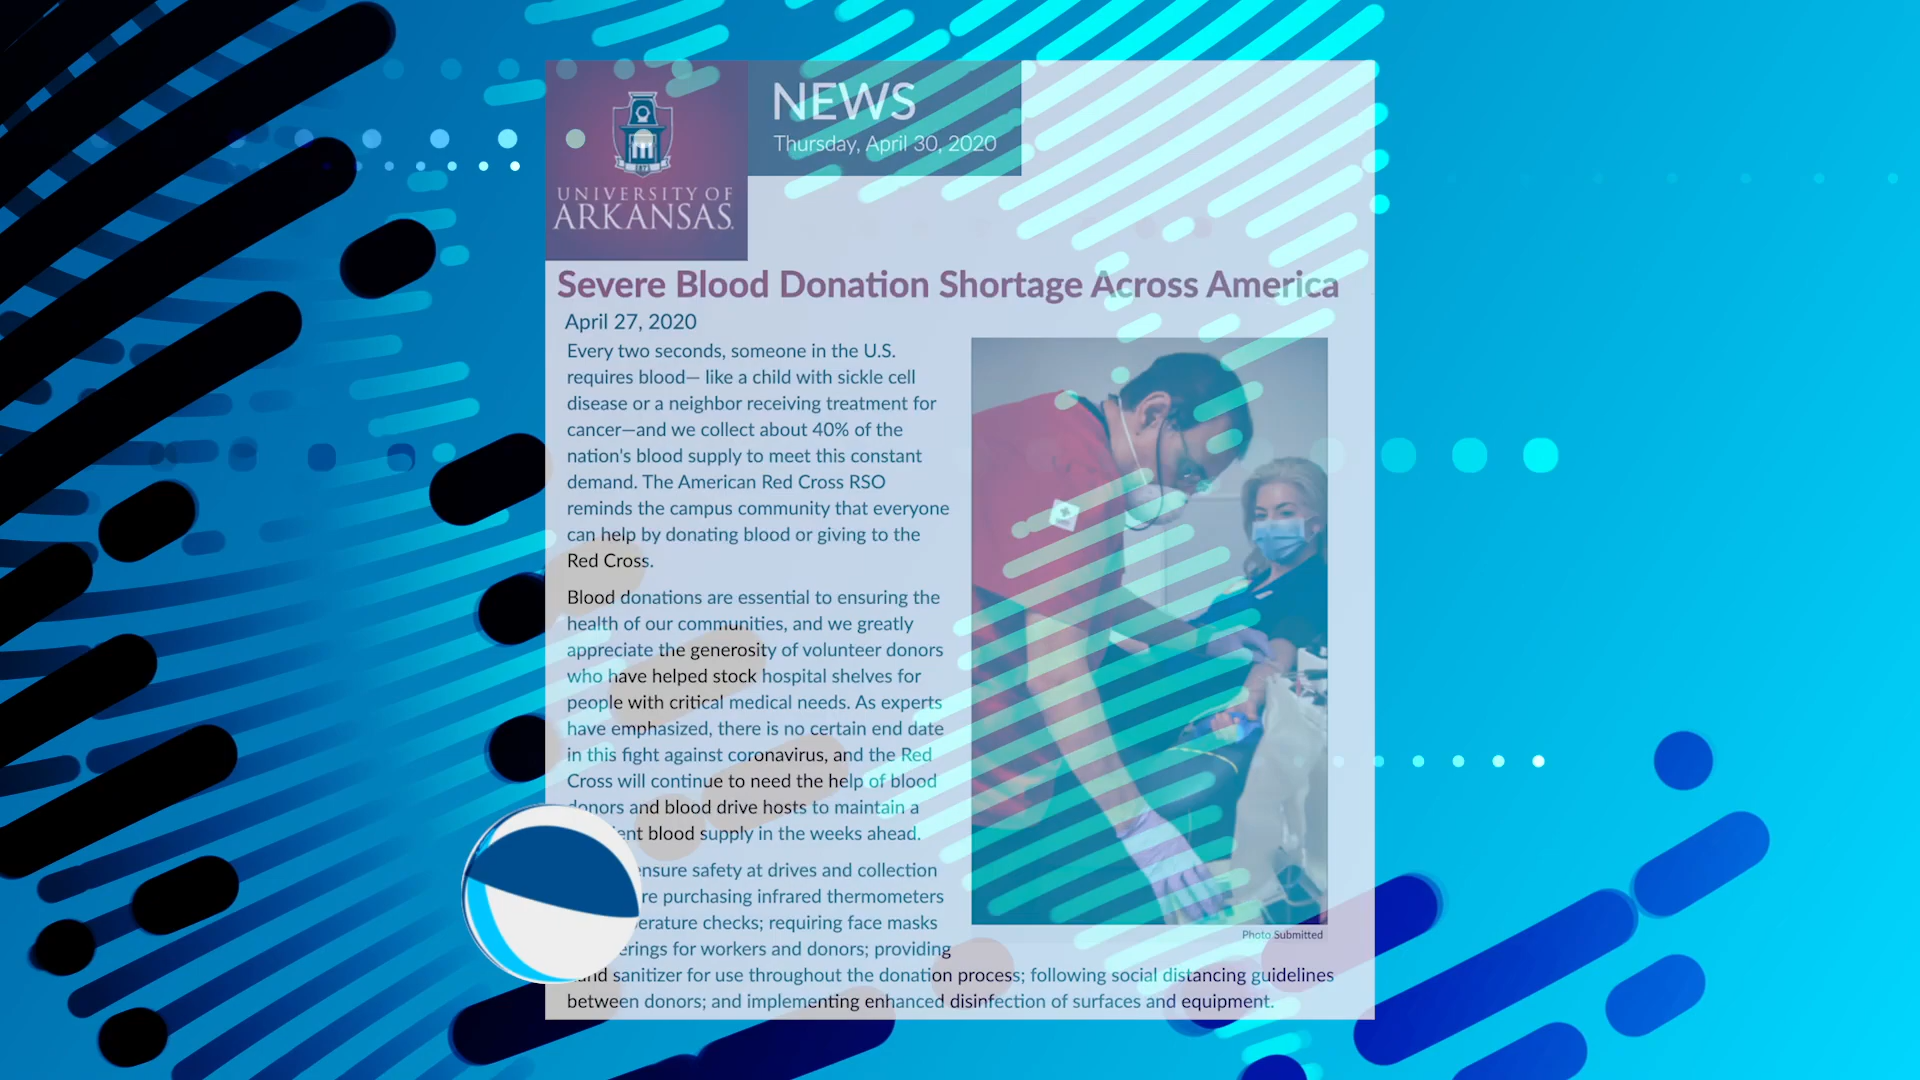 NEWS
Thursday, April 30, 2020
1871
UNIVERSITY OF
ARKANSAS.
Severe Blood Donation Shortage Across America
April 27, 2020
Every two seconds, someone in the U.S.
requires blood— like a child with sickle cell
disease or a neighbor receiving treatment for
cancer—and we collect about 40% of the
nation's blood supply to meet this constant
demand. The American Red Cross RSO
reminds the campus community that everyone
can help by donating blood or giving to the
Red Cross.
Blood donations are essential to ensuring the
health of our communities, and we greatly
appreciate the generosity of volunteer donors
who have helped stock hospital shelves for
people with critical medical needs. As experts
have emphasized, there is no certain end date
in this fight against coronavirus, and the Red
Cross will continue to need the help of blood
donors and blood drive hosts to maintain a
blood supply in the weeks ahead.
ensure safety at drives and collection
purchasing infrared thermometers
checks; requiring face masks
for workers and donors; providing
sanitizer for use throughout the donation process; following social distancing guidelines
between donors; and implementing enhanced disinfection of surfaces and equipment.
Photo Submitted